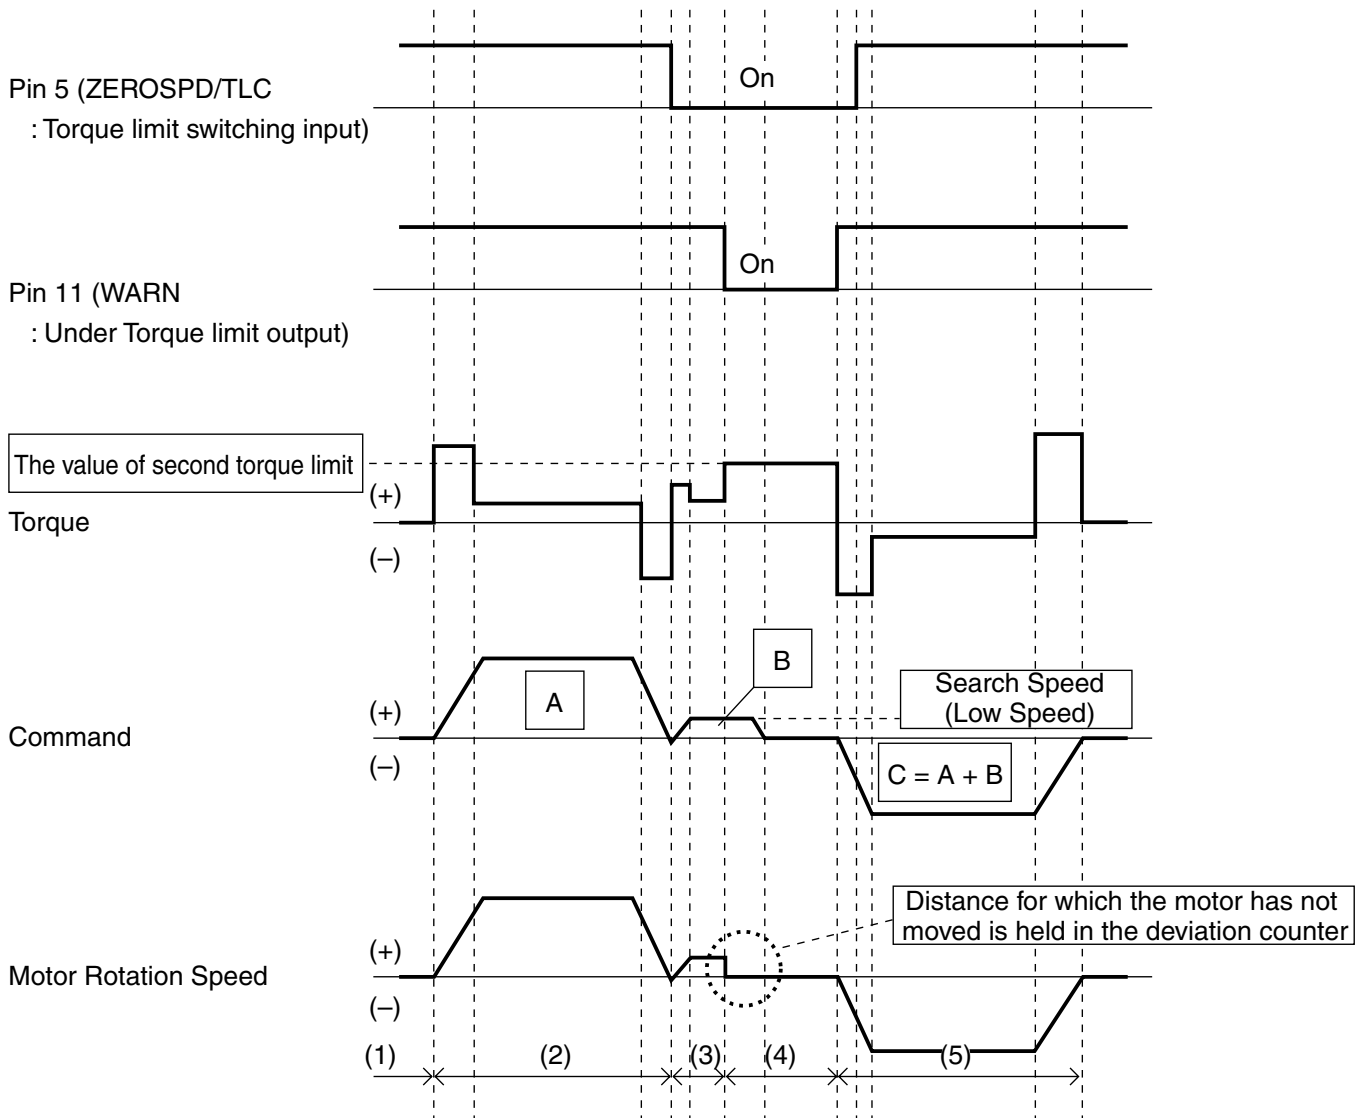 On
Pin 5 (ZEROSPD/TLC
: Torque limit switching input)
On
Pin 11 (WARN
: Under Torque limit output)
The value of second torque limit
(+)
Torque
(–)
B
A
Search Speed
(Low Speed)
(+)
Command
(–)
C = A + B
Distance for which the motor has not
moved is held in the deviation counter
(+)
Motor Rotation Speed
(–)
(1) (2) (3) (4) (5)